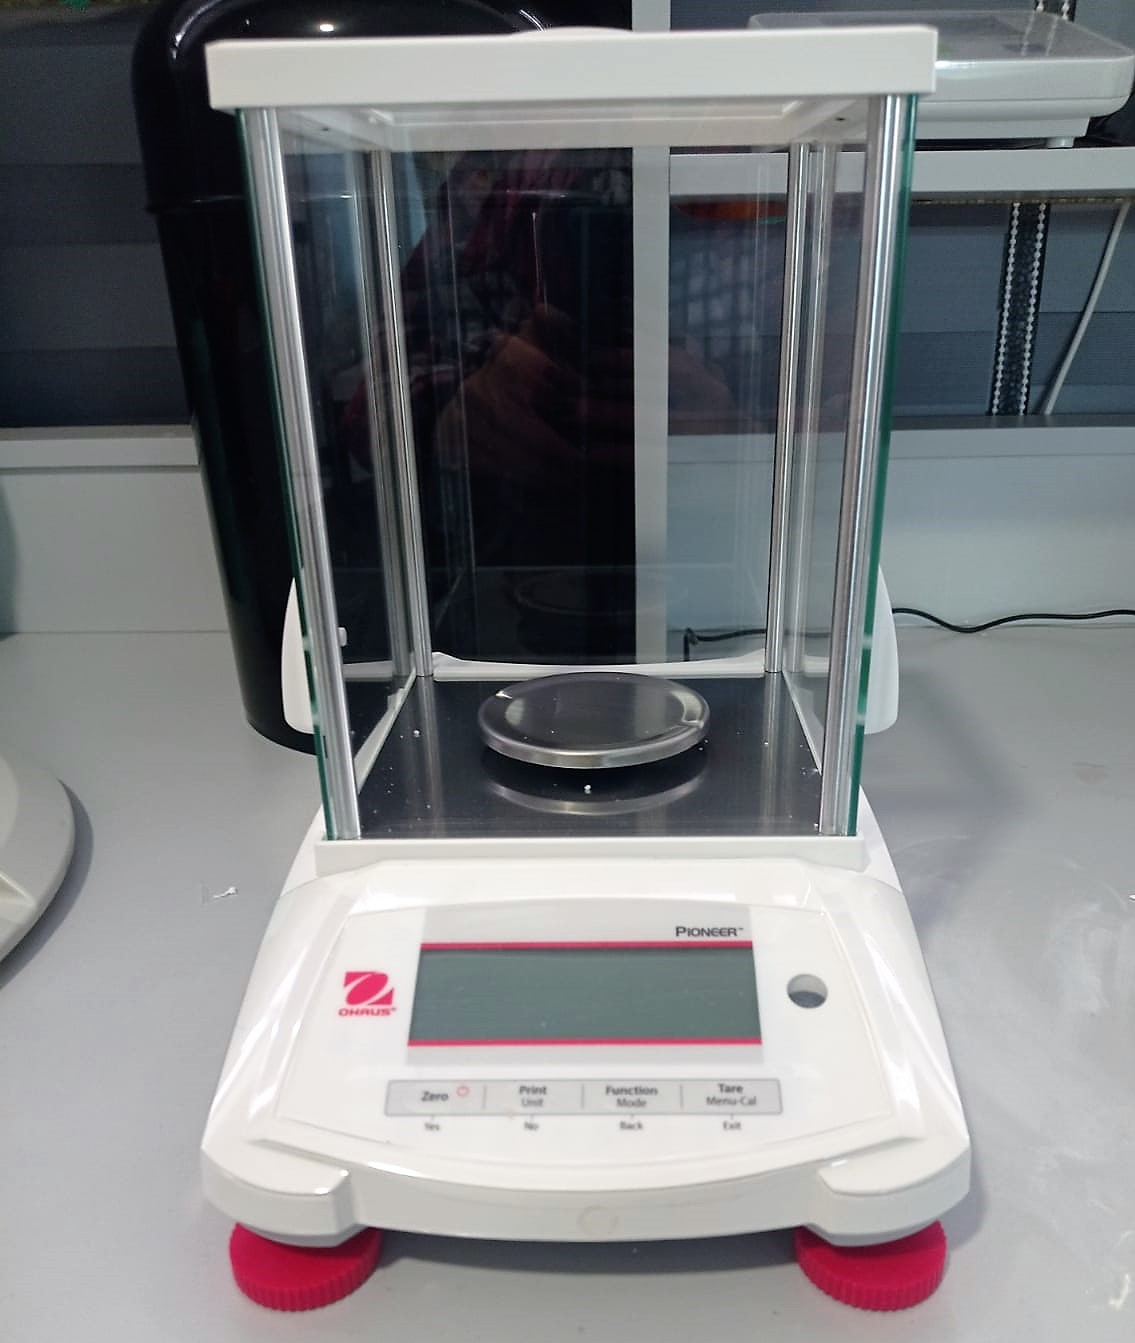 PIONEER™
OHAUS®
Zero
Print
Unit
Function
Mode
Tare
Menu-Cal
Yes
No
Back
Exit